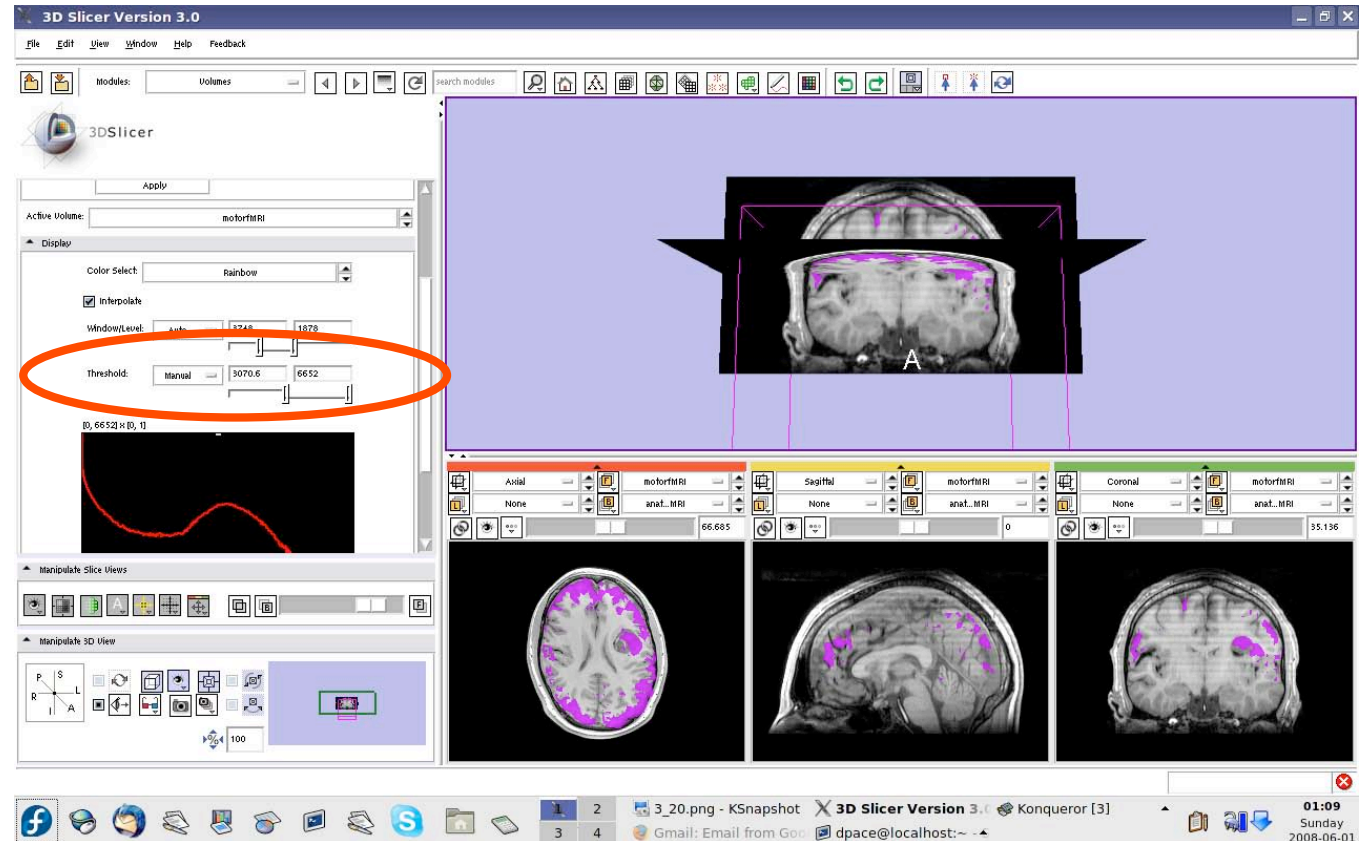 3D Slicer Version 3.0
File Edit View Window Help Feedback
Modules: Volumes search modules
3DSlicer
Apply
Active Volume: motorfMRI
Display
Color Select: Rainbow
Interpolate
Window/Level: Auto 3748 1878
Threshold: Manual 3070.6 6652
[0, 6652] x [0, 1]
A
Axial F motorfMRI
L None B anat...MRI
66.685
Sagittal F motorfMRI
L None B anat...MRI
0
Coronal F motorfMRI
L None B anat...MRI
35.136
Manipulate Slice Views
A B F
Manipulate 3D View
P S
R L
I A
% 100
1 2 3_20.png - KSnapshot 3D Slicer Version 3. Konqueror [3] 01:09
3 4 Gmail: Email from Goo dpace@localhost:~ - Sunday
2008-06-01